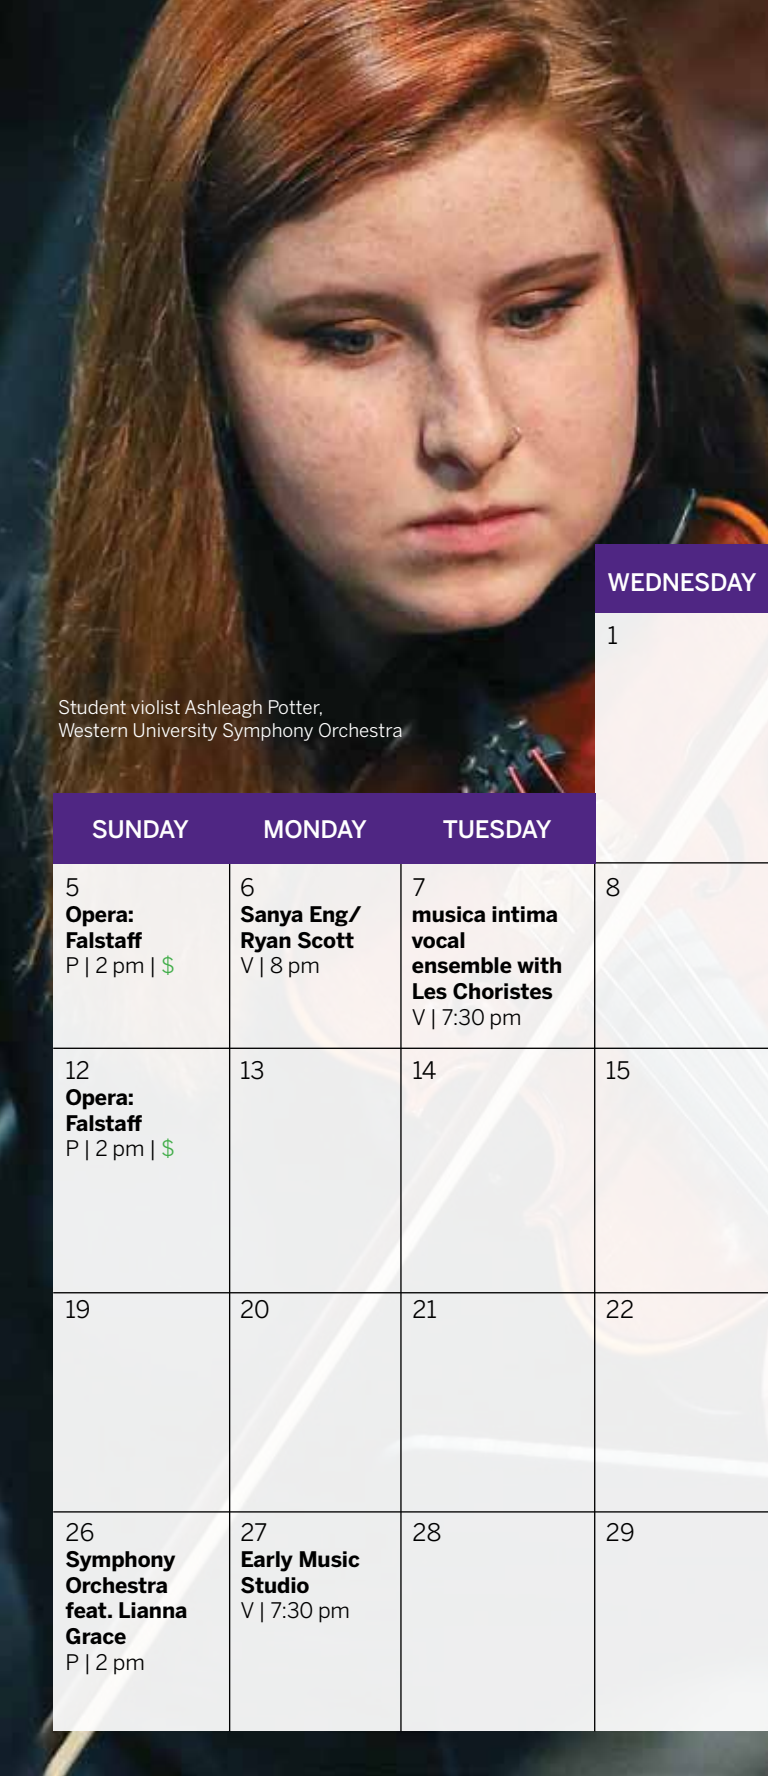 Student violist Ashleagh Potter,
Western University Symphony Orchestra
WEDNESDAY
1
SUNDAY
MONDAY
TUESDAY
5
Opera:
Falstaff
P | 2 pm | $
6
Sanya Eng/
Ryan Scott
V | 8 pm
7
musica intima
vocal
ensemble with
Les Choristes
V | 7:30 pm
8
12
Opera:
Falstaff
P | 2 pm | $
13
14
15
19
20
21
22
26
Symphony
Orchestra
feat. Lianna
Grace
P | 2 pm
27
Early Music
Studio
V | 7:30 pm
28
29